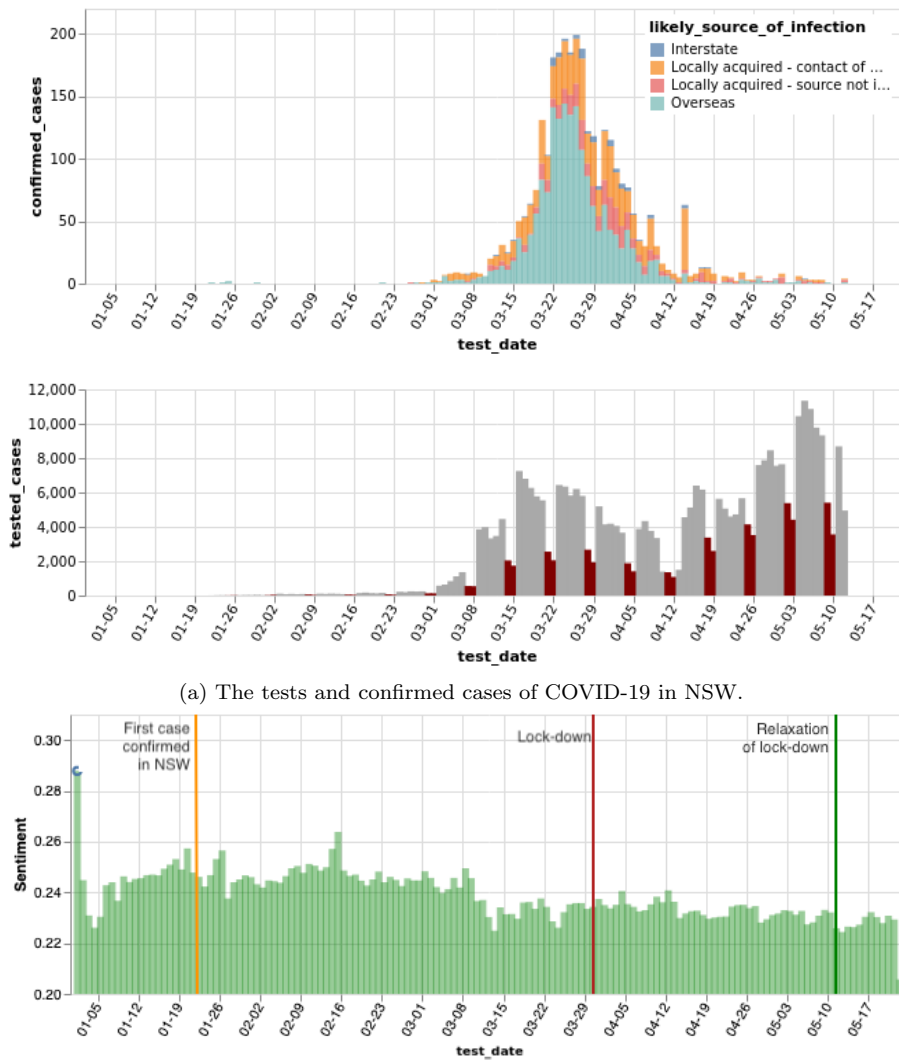 likely_source_of_infection
Interstate
Locally acquired - contact of ...
Locally acquired - source not i...
Overseas
confirmed_cases
200
150
100
50
0
01-05 01-12 01-19 01-26 02-02 02-09 02-16 02-23 03-01 03-08 03-15 03-22 03-29 04-05 04-12 04-19 04-26 05-03 05-10 05-17
test_date
tested_cases
12,000
10,000
8,000
6,000
4,000
2,000
0
01-05 01-12 01-19 01-26 02-02 02-09 02-16 02-23 03-01 03-08 03-15 03-22 03-29 04-05 04-12 04-19 04-26 05-03 05-10 05-17
test_date
(a) The tests and confirmed cases of COVID-19 in NSW.
First case
confirmed
in NSW
Lock-down
Relaxation
of lock-down
Sentiment
0.30
0.28
0.26
0.24
0.22
0.20
01-05 01-12 01-19 01-26 02-02 02-09 02-16 02-23 03-01 03-08 03-15 03-22 03-29 04-05 04-12 04-19 04-26 05-03 05-10 05-17
test_date